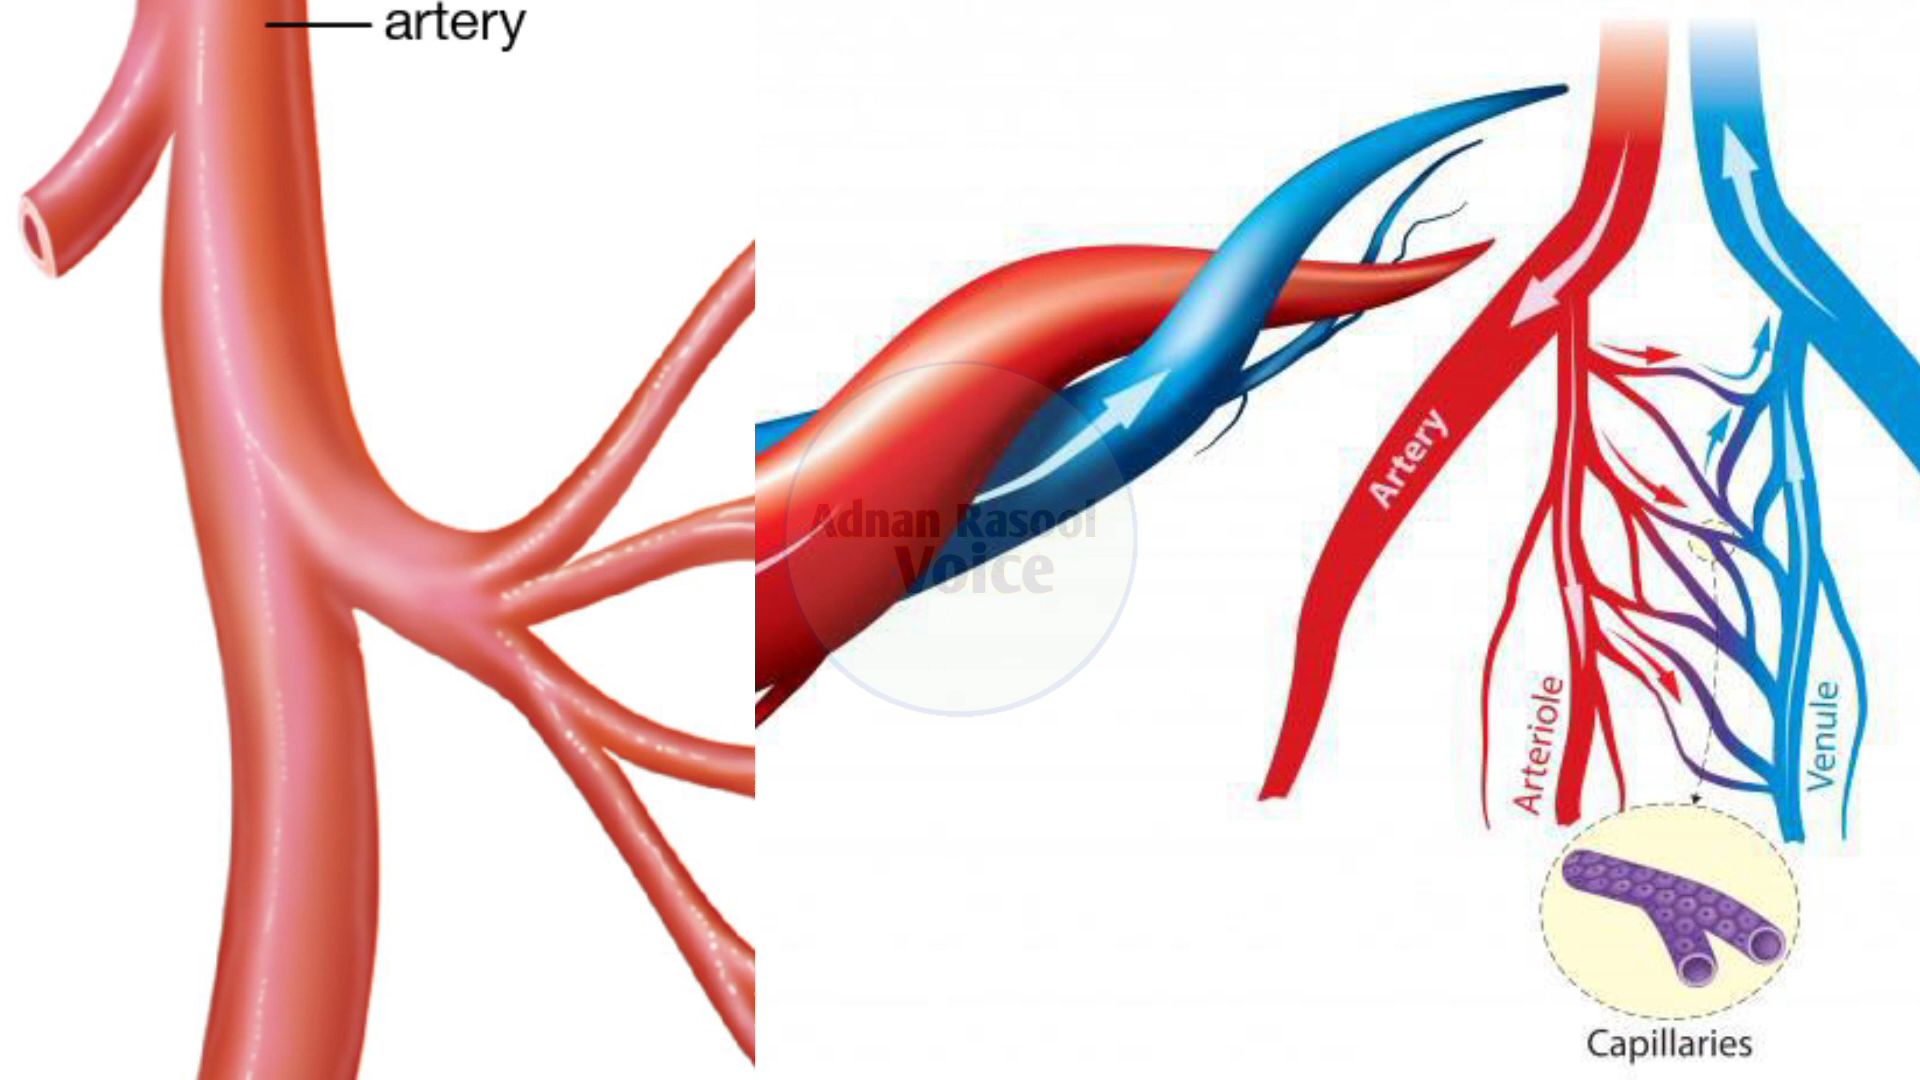 artery
Adnan Rasool
Voice
Artery
Arteriole
Venule
Capillaries